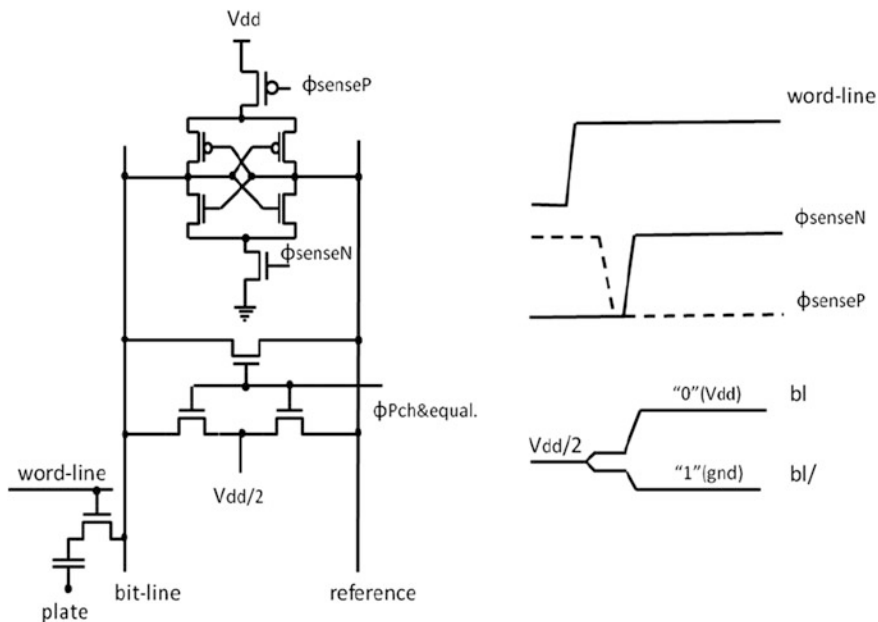 Vdd
ϕsenseP
ϕsenseN
ϕPch&equal.
Vdd/2
word-line
plate
bit-line
reference
word-line
ϕsenseN
ϕsenseP
Vdd/2
“0”(Vdd)
bl
“1”(gnd)
bl/